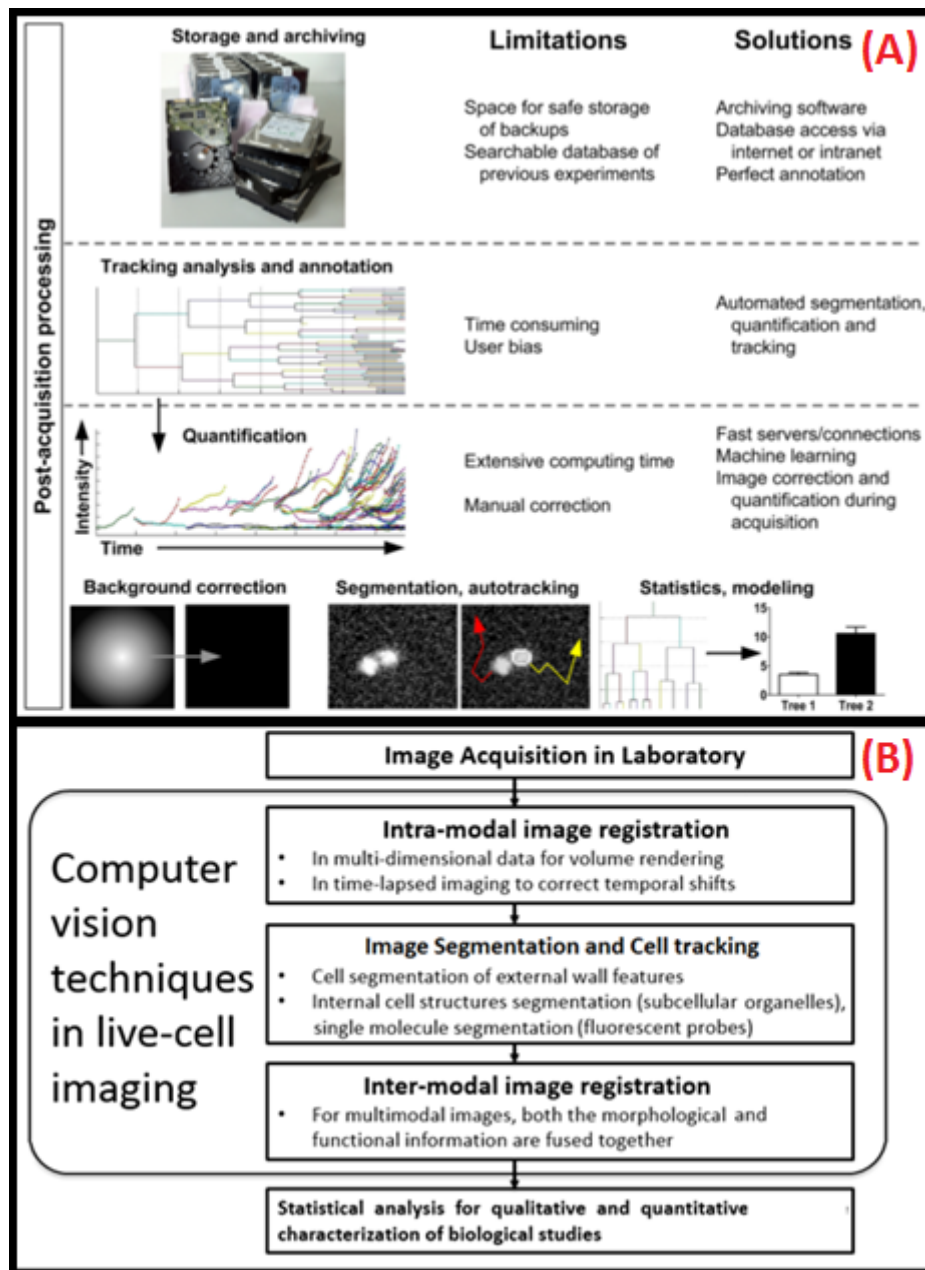 Storage and archiving
Limitations
Solutions
(A)
Space for safe storage
of backups
Searchable database of
previous experiments
Archiving software
Database access via
internet or intranet
Perfect annotation
Post-acquisition processing
Tracking analysis and annotation
Time consuming
User bias
Automated segmentation,
quantification and
tracking
Quantification
Intensity
Time
Extensive computing time
Manual correction
Fast servers/connections
Machine learning
Image correction and
quantification during
acquisition
Background correction
Segmentation, autotracking
Statistics, modeling
15
10
5
0
Tree 1
Tree 2
(B)
Image Acquisition in Laboratory
Computer
vision
techniques
in live-cell
imaging
Intra-modal image registration
• In multi-dimensional data for volume rendering
• In time-lapsed imaging to correct temporal shifts
Image Segmentation and Cell tracking
• Cell segmentation of external wall features
• Internal cell structures segmentation (subcellular organelles),
single molecule segmentation (fluorescent probes)
Inter-modal image registration
• For multimodal images, both the morphological and
functional information are fused together
Statistical analysis for qualitative and quantitative
characterization of biological studies